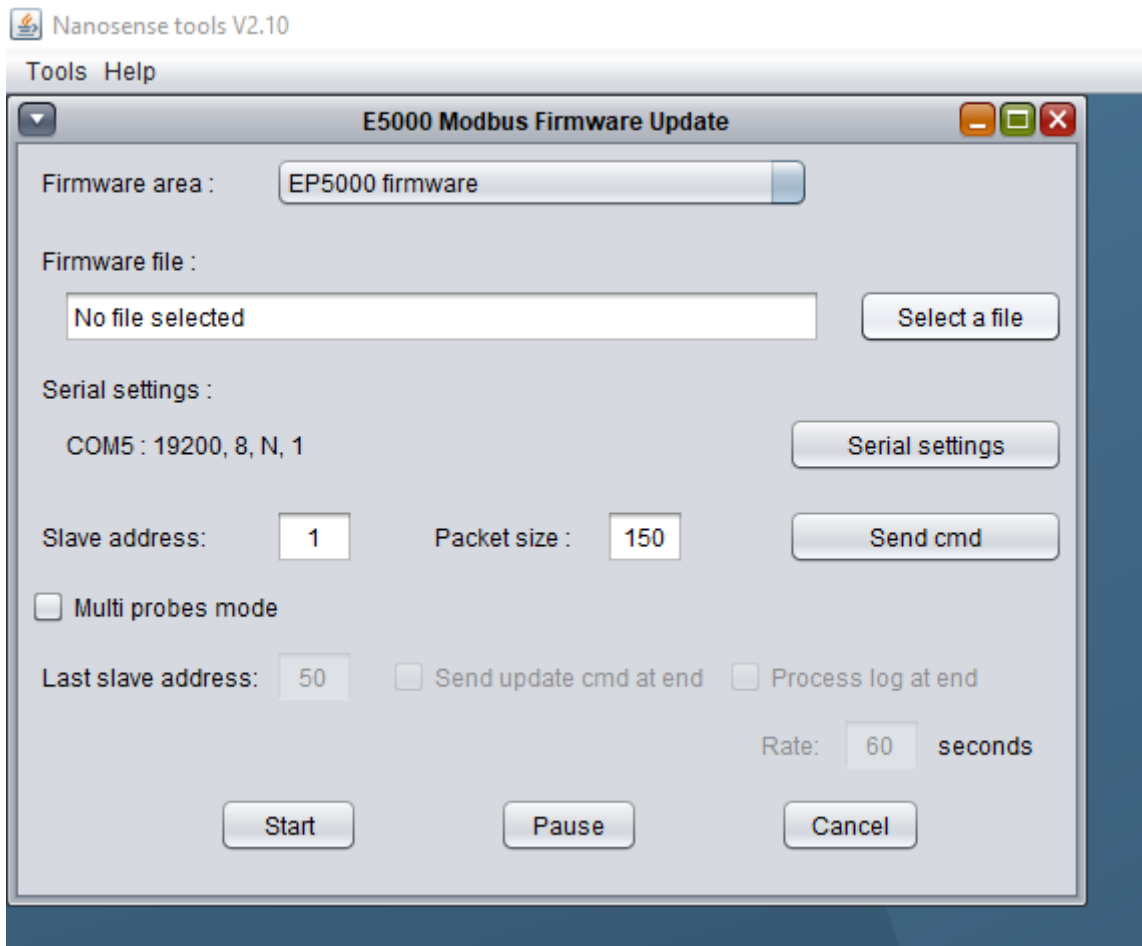 Nanosense tools V2.10
Tools Help
E5000 Modbus Firmware Update
Firmware area : EP5000 firmware
Firmware file :
No file selected Select a file
Serial settings :
COM5 : 19200, 8, N, 1 Serial settings
Slave address: 1 Packet size : 150 Send cmd
Multi probes mode
Last slave address: 50 Send update cmd at end Process log at end
Rate: 60 seconds
Start Pause Cancel